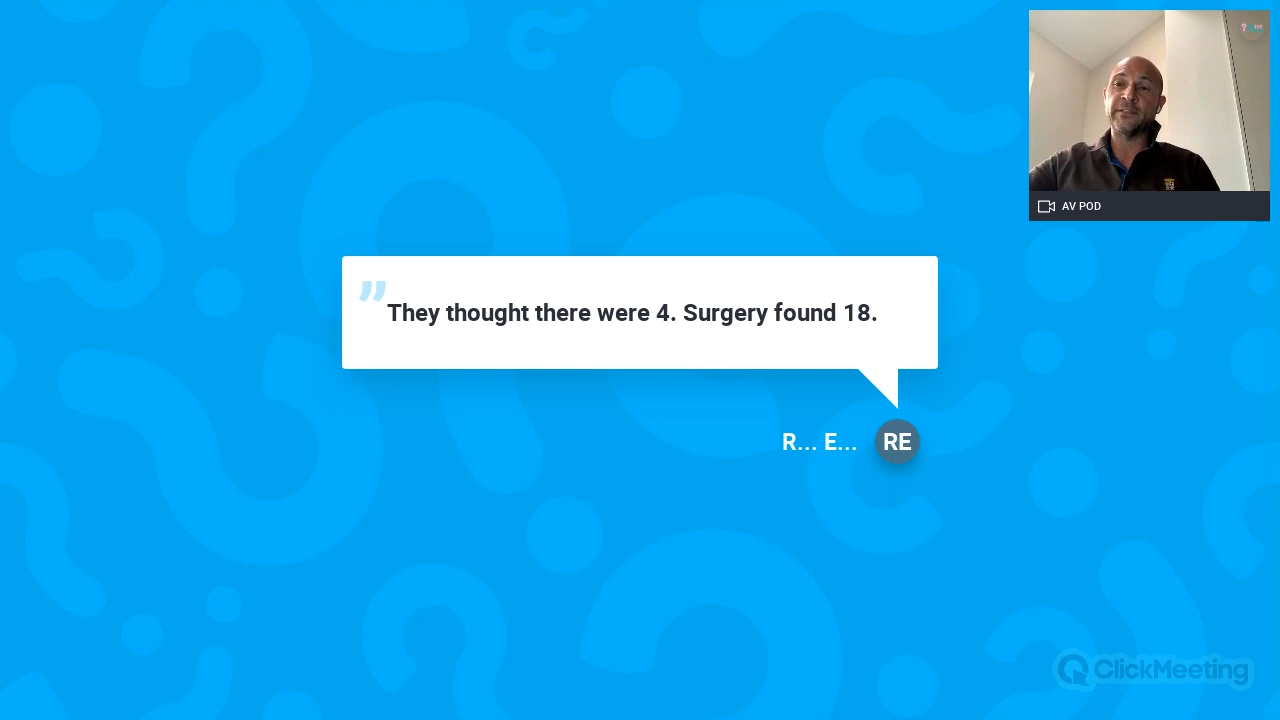 AV POD
They thought there were 4. Surgery found 18.
R... E...
RE
ClickMeeting